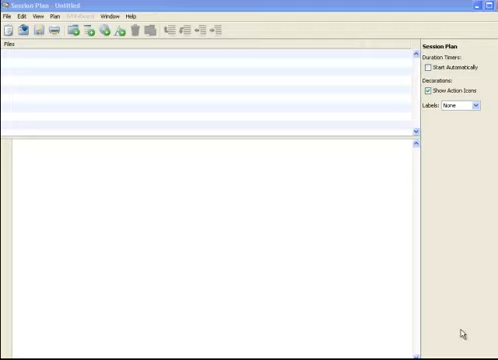 Session Plan - Untitled
File Edit View Plan Whiteboard Window Help
Files
Session Plan
Duration Timers:
Start Automatically
Decorations:
Show Action Icons
Labels: None